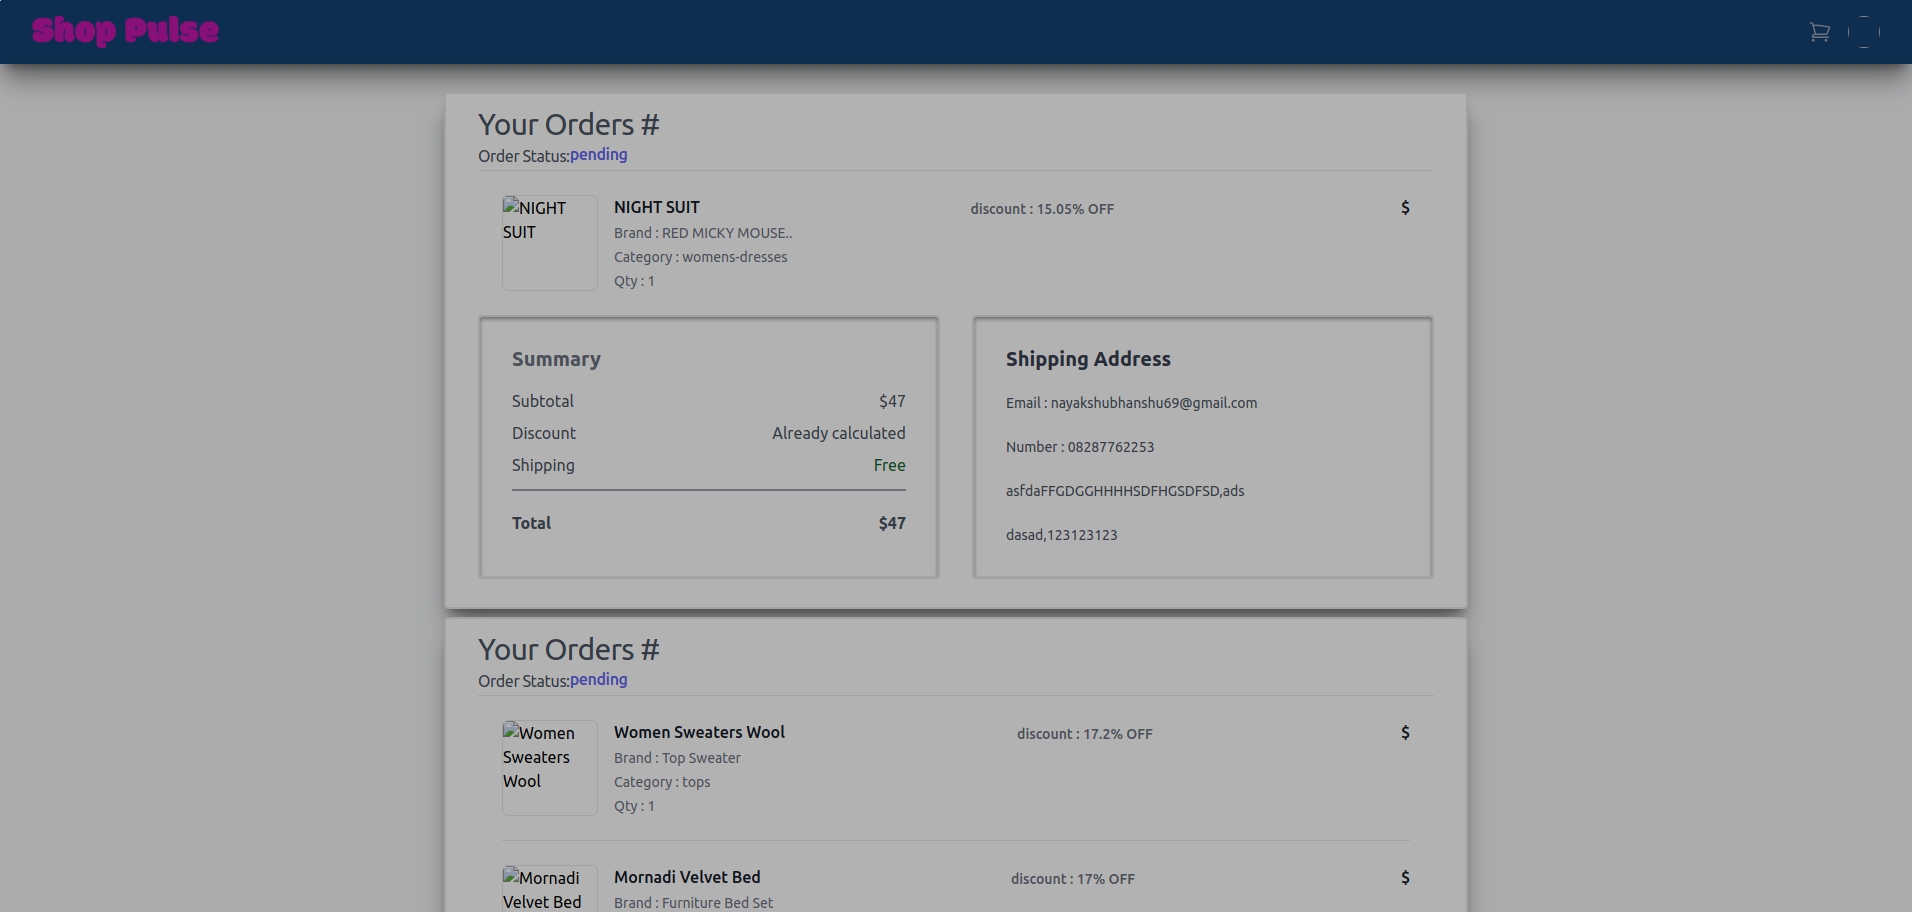 Shop Pulse
Your Orders #
Order Status:pending
NIGHT SUIT
NIGHT SUIT
discount : 15.05% OFF
$
Brand : RED MICKY MOUSE..
Category : womens-dresses
Qty : 1
Summary
Subtotal $47
Discount Already calculated
Shipping Free
Total $47
Shipping Address
Email : nayakshubhanshu69@gmail.com
Number : 08287762253
asfdaFFGDGGHHHHSDFHGSDFSD,ads
dasad,123123123
Your Orders #
Order Status:pending
Women
Sweaters
Wool
Women Sweaters Wool
discount : 17.2% OFF
$
Brand : Top Sweater
Category : tops
Qty : 1
Mornadi
Velvet Bed
Mornadi Velvet Bed
discount : 17% OFF
$
Brand : Furniture Bed Set